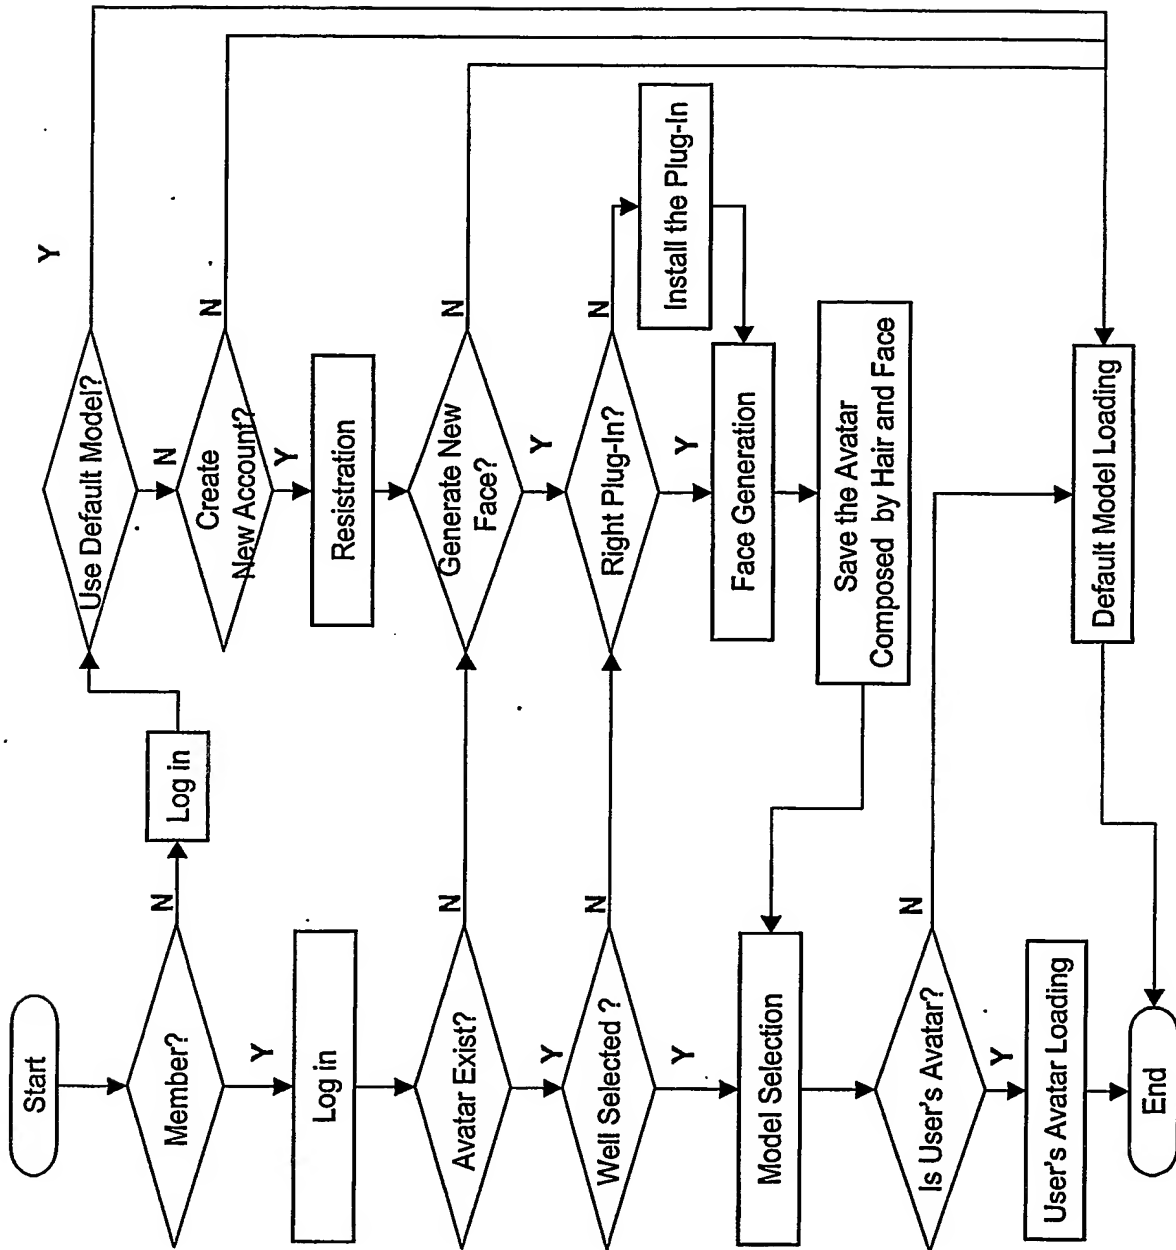 Start
Member?
N
Log in
Y
Use Default Model?
Y
N
Create
New Account?
N
Y
Log in
Resistration
Avatar Exist?
N
Y
Generate New
Face?
N
Y
Well Selected ?
N
Y
Right Plug-In?
N
Y
Install the Plug-In
Face Generation
Save the Avatar
Composed by Hair and Face
Model Selection
Is User's Avatar?
N
Y
User's Avatar Loading
Default Model Loading
End